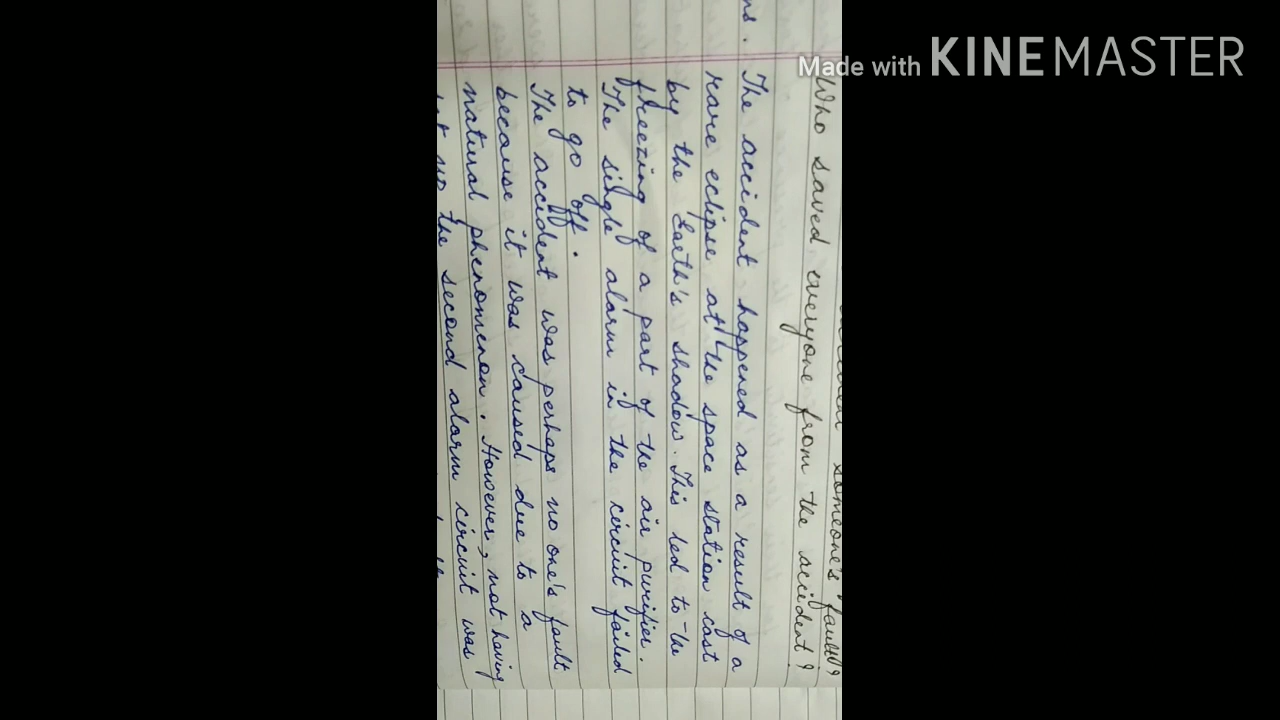 Made with KINEMASTER
someone's fault?
Who saved everyone from the accident?
ns.
The accident happened as a result of a
rare eclipse at the space station cast
by the Earth's shadow. This led to the
freezing of a part of the air purifier.
The single alarm in the circuit failed
to go off.
The accident was perhaps no one's fault
because it was caused due to a
natural phenomenon. However, not having
the second alarm circuit was